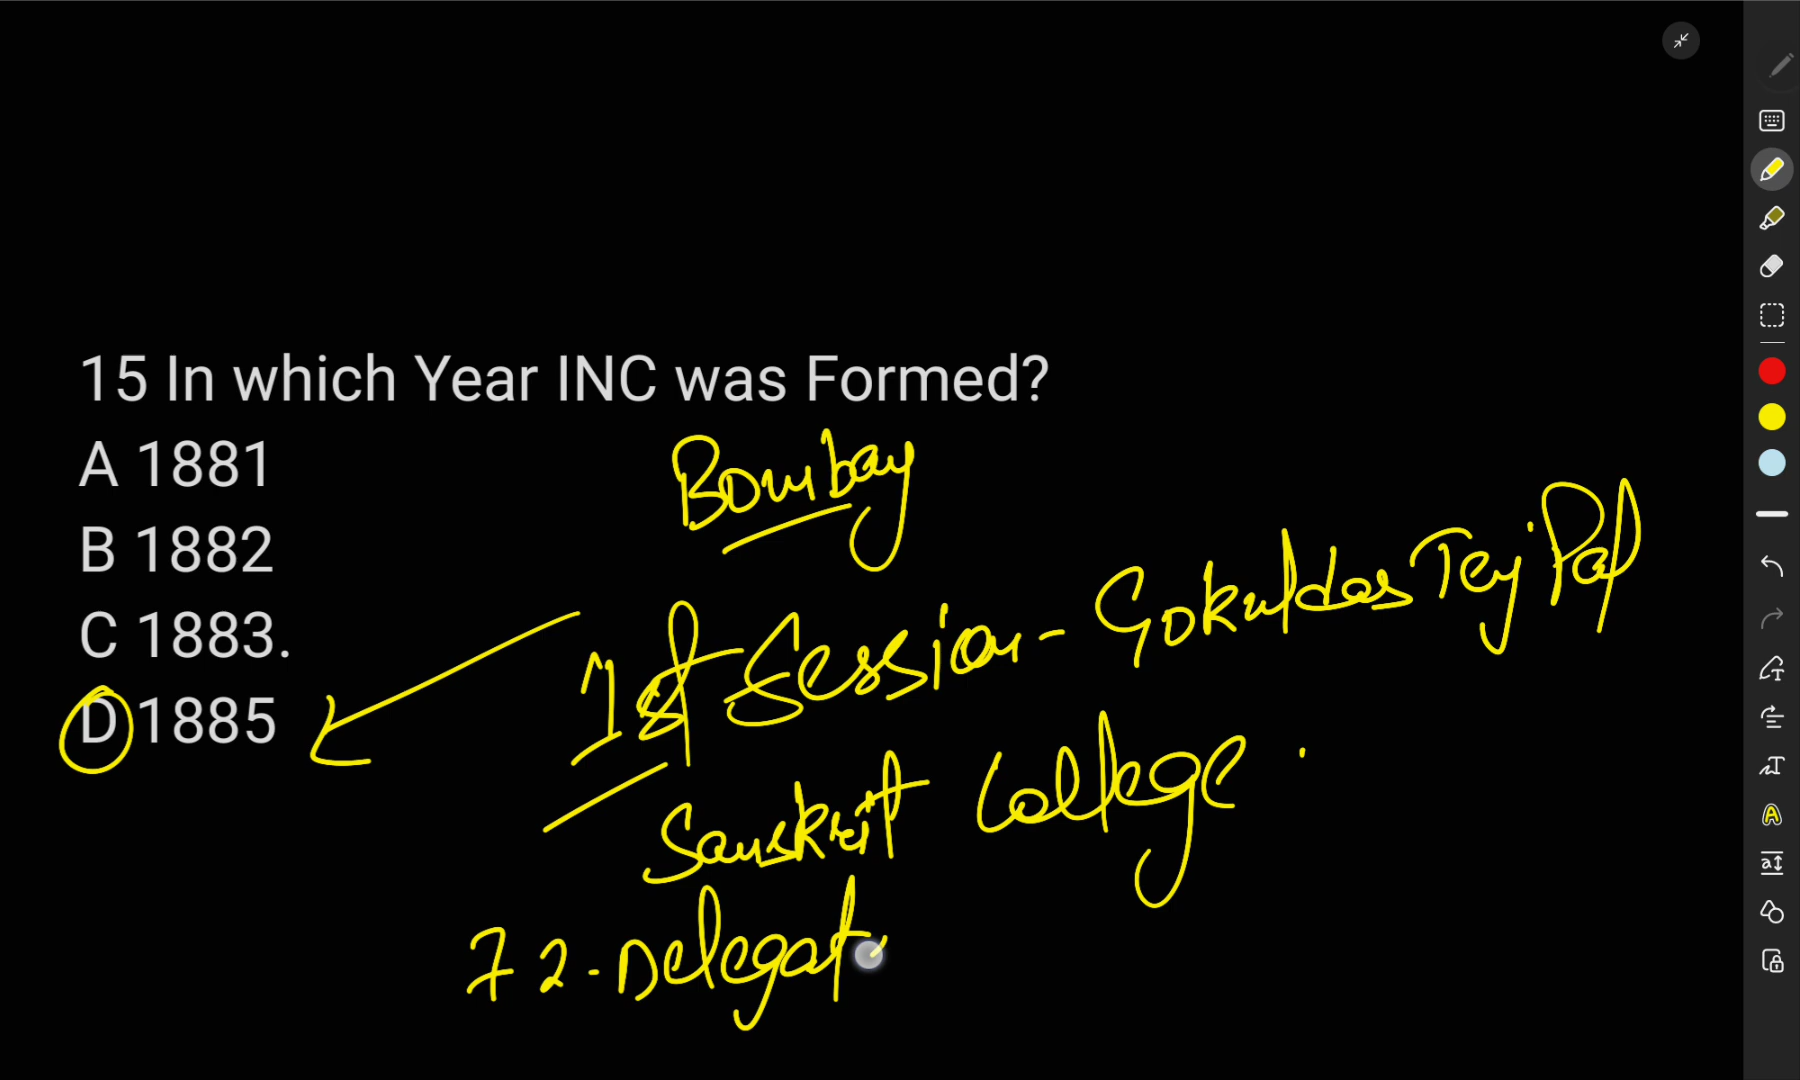 15 In which Year INC was Formed?
A 1881
Bombay
B 1882
1st Session - Gokuldas Tej Pal
C 1883.
D 1885
Sanskrit College.
72 - Delegat